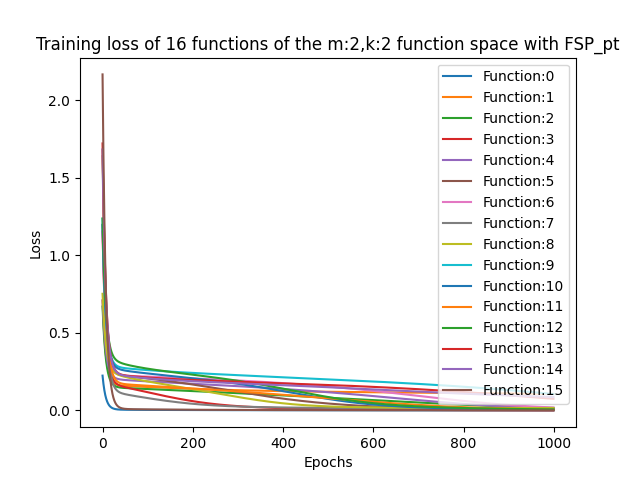 Training loss of 16 functions of the m:2,k:2 function space with FSP_pt
Function:0
Function:1
Function:2
Function:3
Function:4
Function:5
Function:6
Function:7
Function:8
Function:9
Function:10
Function:11
Function:12
Function:13
Function:14
Function:15
2.0
1.5
1.0
0.5
0.0
Loss
0 200 400 600 800 1000
Epochs